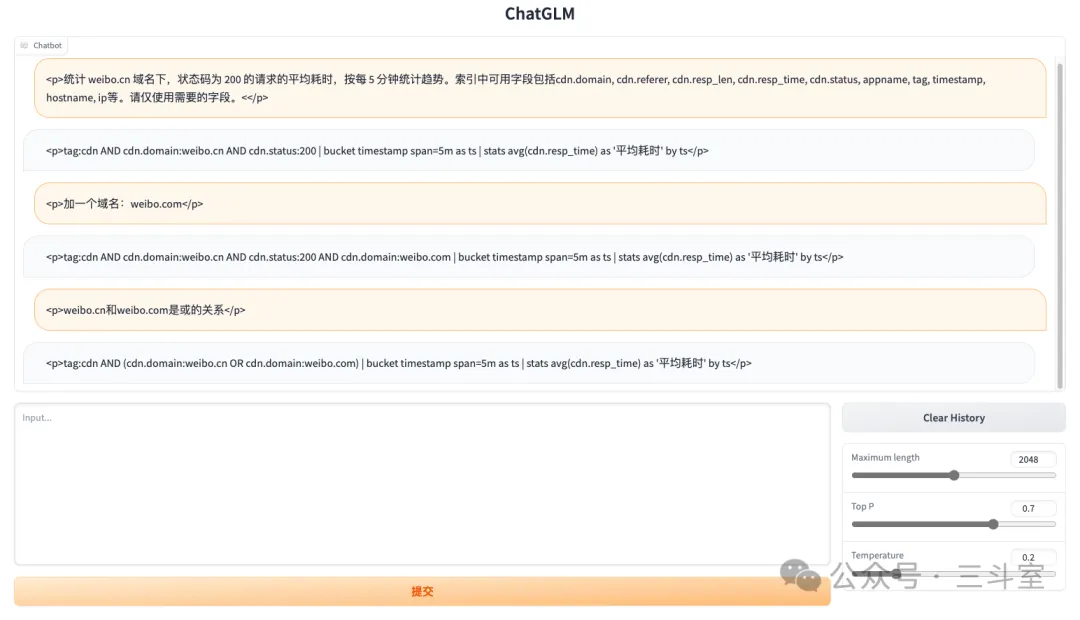 ChatGLM
Chatbot
<p>统计 weibo.cn 域名下，状态码为 200 的请求的平均耗时，按每 5 分钟统计趋势。索引中可用字段包括cdn.domain, cdn.referer, cdn.resp_len, cdn.resp_time, cdn.status, appname, tag, timestamp,
hostname, ip等。请仅使用需要的字段。<</p>
<p>tag:cdn AND cdn.domain:weibo.cn AND cdn.status:200 | bucket timestamp span=5m as ts | stats avg(cdn.resp_time) as '平均耗时' by ts</p>
<p>加一个域名：weibo.com</p>
<p>tag:cdn AND cdn.domain:weibo.cn AND cdn.status:200 AND cdn.domain:weibo.com | bucket timestamp span=5m as ts | stats avg(cdn.resp_time) as '平均耗时' by ts</p>
<p>weibo.cn和weibo.com是或的关系</p>
<p>tag:cdn AND (cdn.domain:weibo.cn OR cdn.domain:weibo.com) | bucket timestamp span=5m as ts | stats avg(cdn.resp_time) as '平均耗时' by ts</p>
Input...
Clear History
Maximum length 2048
Top P 0.7
Temperature 0.2
提交
公众号 · 三斗室